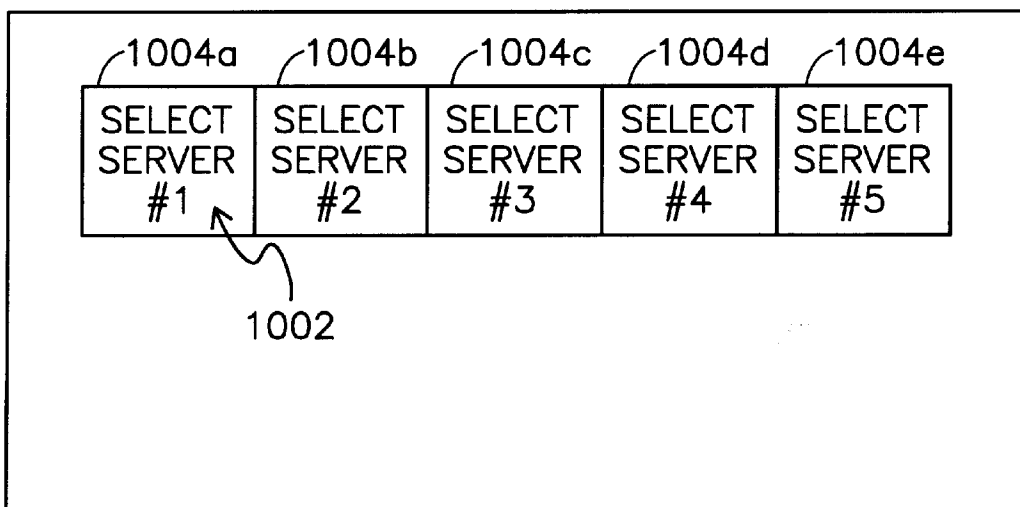 1004a 1004b 1004c 1004d 1004e
SELECT SELECT SELECT SELECT SELECT
SERVER SERVER SERVER SERVER SERVER
#1 #2 #3 #4 #5
1002